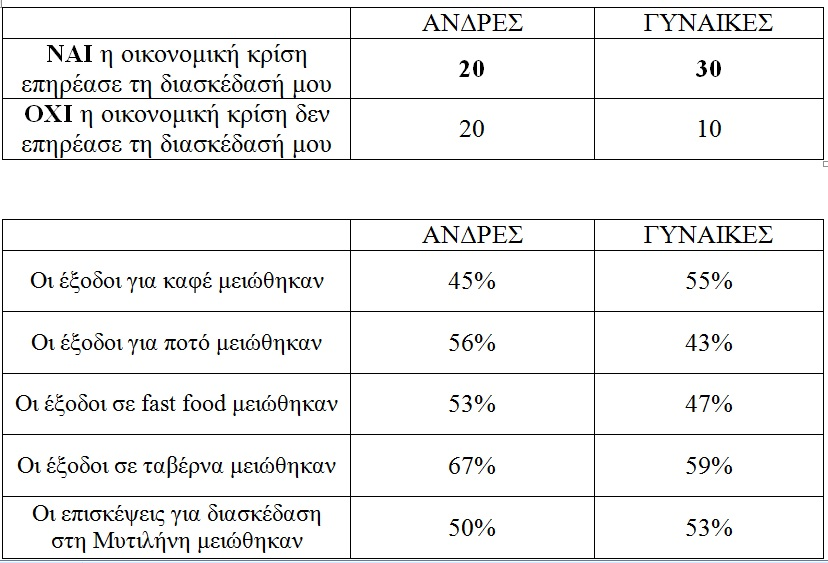 ΑΝΔΡΕΣ ΓΥΝΑΙΚΕΣ
ΝΑΙ η οικονομική κρίση
επηρέασε τη διασκέδασή μου 20 30
ΟΧΙ η οικονομική κρίση δεν
επηρέασε τη διασκέδασή μου 20 10
ΑΝΔΡΕΣ ΓΥΝΑΙΚΕΣ
Οι έξοδοι για καφέ μειώθηκαν 45% 55%
Οι έξοδοι για ποτό μειώθηκαν 56% 43%
Οι έξοδοι σε fast food μειώθηκαν 53% 47%
Οι έξοδοι σε ταβέρνα μειώθηκαν 67% 59%
Οι επισκέψεις για διασκέδαση
στη Μυτιλήνη μειώθηκαν 50% 53%